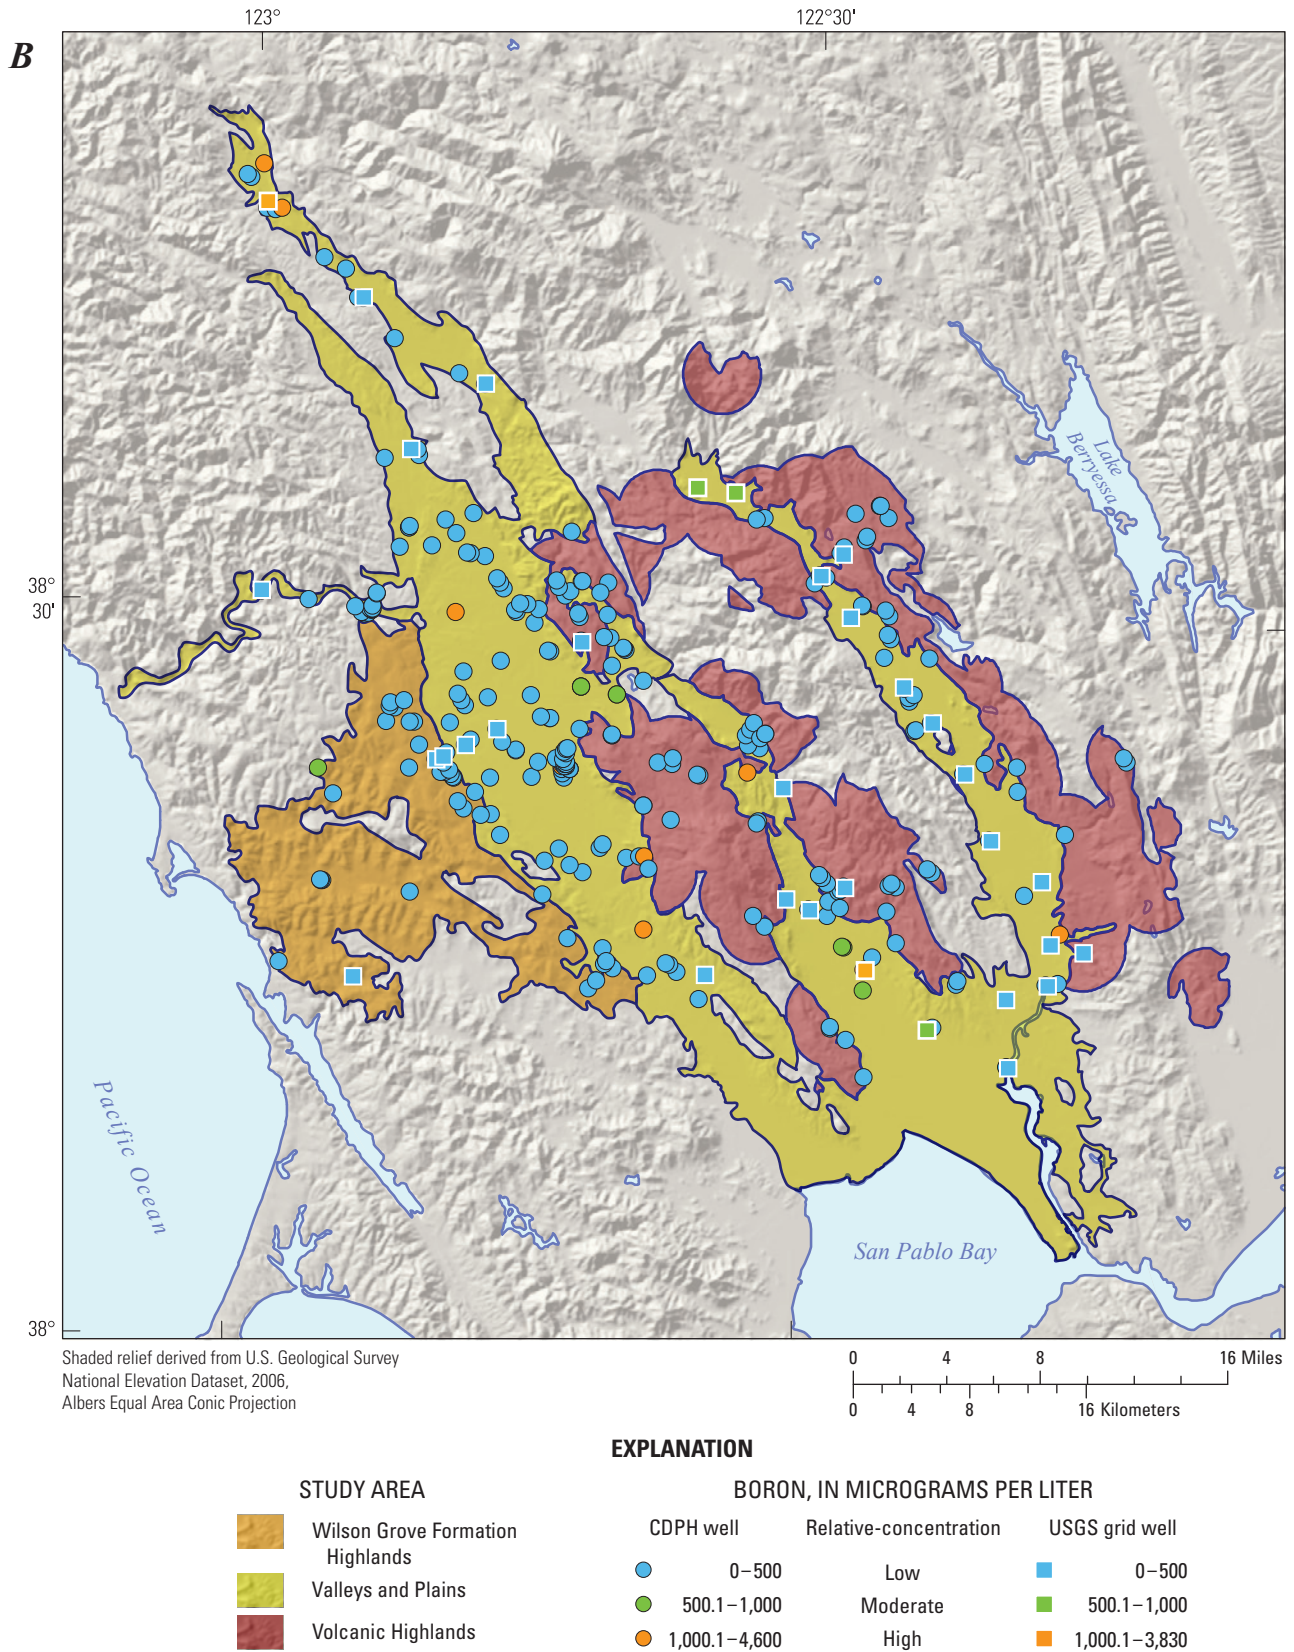 B
123°
122°30'
38°
30'
38°
Lake
Berryessa
Pacific Ocean
San Pablo Bay
Shaded relief derived from U.S. Geological Survey
National Elevation Dataset, 2006,
Albers Equal Area Conic Projection
0 4 8 16 Miles
0 4 8 16 Kilometers
EXPLANATION
STUDY AREA
Wilson Grove Formation
Highlands
Valleys and Plains
Volcanic Highlands
BORON, IN MICROGRAMS PER LITER
CDPH well Relative-concentration USGS grid well
0–500 Low 0–500
500.1–1,000 Moderate 500.1–1,000
1,000.1–4,600 High 1,000.1–3,830